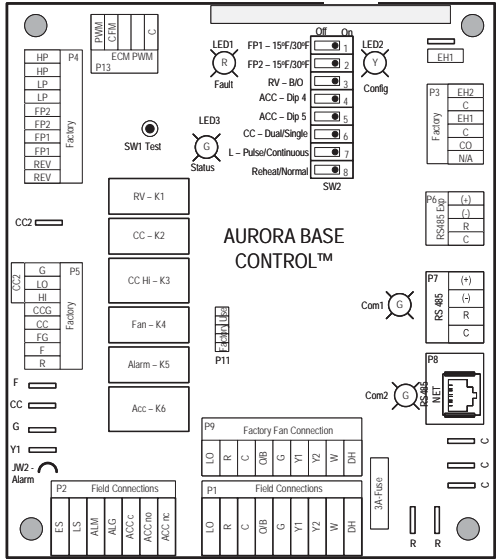 PWM
CFM
C
ECM PWM
P13
LED1
R
Fault
LED3
G
Status
SW1 Test
Off On
FP1 – 15ºF/30ºF 1
FP2 – 15ºF/30ºF 2
RV – B/O 3
ACC – Dip 4 4
ACC – Dip 5 5
CC – Dual/Single 6
L – Pulse/Continuous 7
Reheat/Normal 8
SW2
LED2
Y
Config
EH1
P4
HP
HP
LP
LP
FP2
FP2
FP1
FP1
REV
REV
Factory
P3
EH2
C
EH1
C
CO
N/A
Factory
RV – K1
CC – K2
CC Hi – K3
Fan – K4
Alarm – K5
Acc – K6
AURORA BASE
CONTROL™
P6
(+)
(-)
R
C
RS485 Exp
CC2
CC2
P5
G
LO
HI
CCG
CC
FG
F
R
Factory
Factory Use
P11
Com1
G
P7
(+)
(-)
R
C
RS 485
P8
RS485
NET
Com2
G
F
CC
G
Y1
JW2 -
Alarm
P9
Factory Fan Connection
LO
R
C
O/B
G
Y1
Y2
W
DH
P2
Field Connections
ES
LS
ALM
ALG
ACC c
ACC no
ACC nc
P1
Field Connections
LO
R
C
O/B
G
Y1
Y2
W
DH
3A-Fuse
C
C
C
R
R